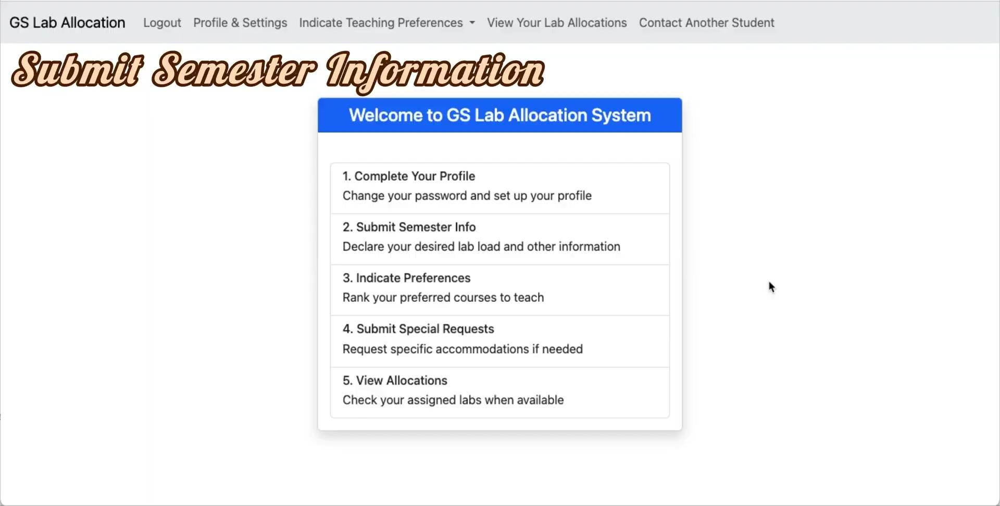 GS Lab Allocation Logout Profile & Settings Indicate Teaching Preferences View Your Lab Allocations Contact Another Student
Submit Semester Information
Welcome to GS Lab Allocation System
1. Complete Your Profile
Change your password and set up your profile
2. Submit Semester Info
Declare your desired lab load and other information
3. Indicate Preferences
Rank your preferred courses to teach
4. Submit Special Requests
Request specific accommodations if needed
5. View Allocations
Check your assigned labs when available